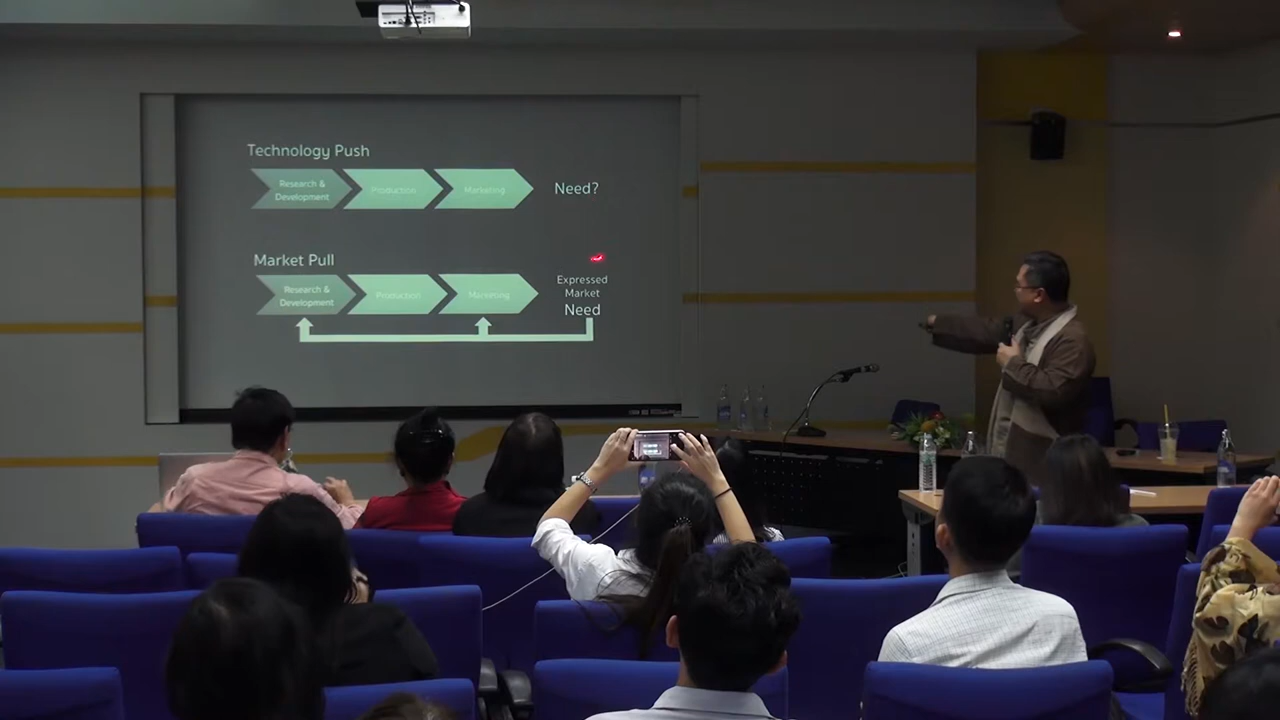 Technology Push
Research &
Development
Production
Marketing
Need?
Market Pull
Research &
Development
Production
Marketing
Expressed
Market
Need